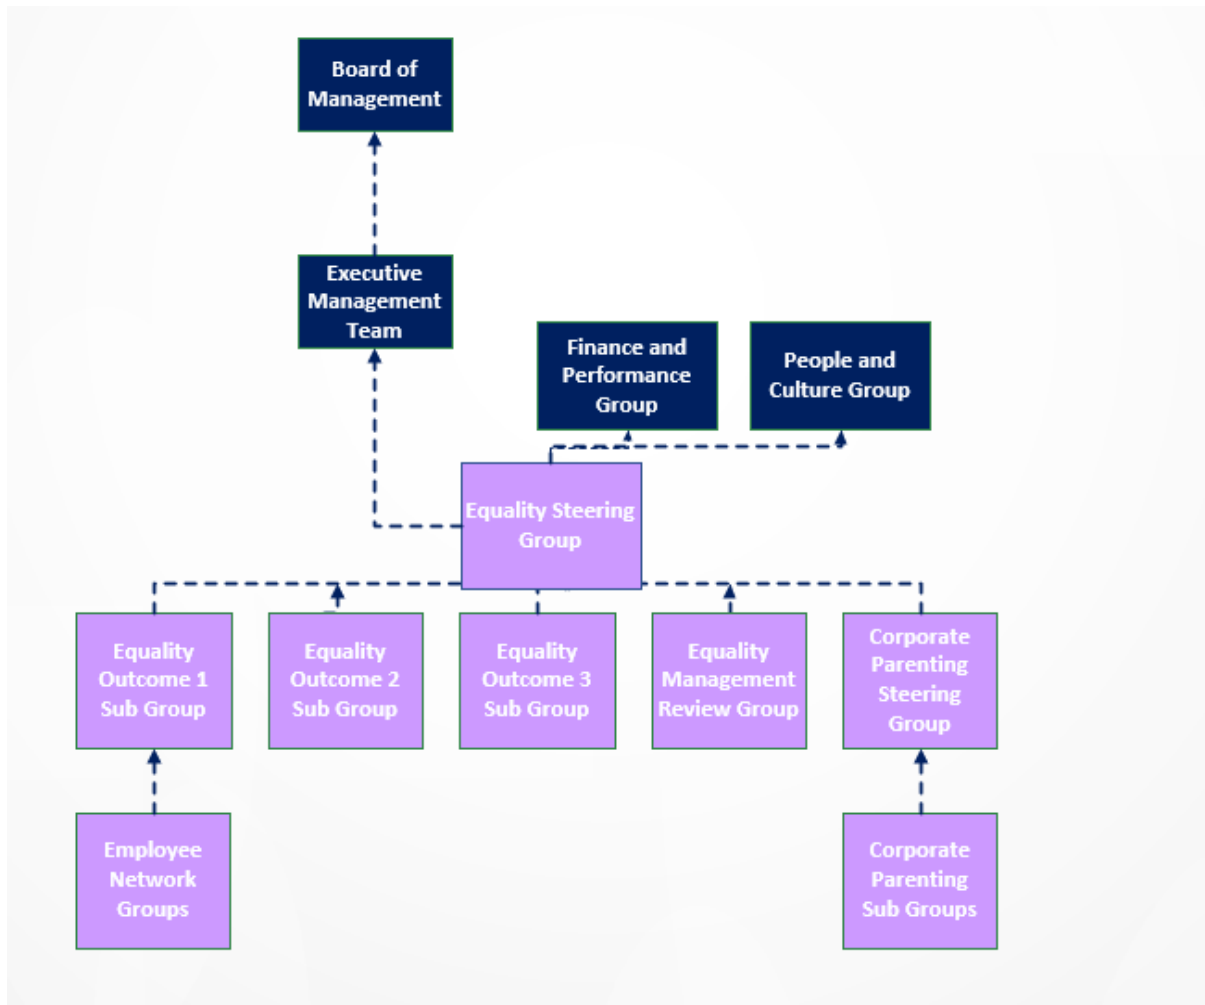 Board of
Management
Executive
Management
Team
Finance and
Performance
Group
People and
Culture Group
Equality Steering
Group
Equality
Outcome 1
Sub Group
Equality
Outcome 2
Sub Group
Equality
Outcome 3
Sub Group
Equality
Management
Review Group
Corporate
Parenting
Steering
Group
Employee
Network
Groups
Corporate
Parenting
Sub Groups